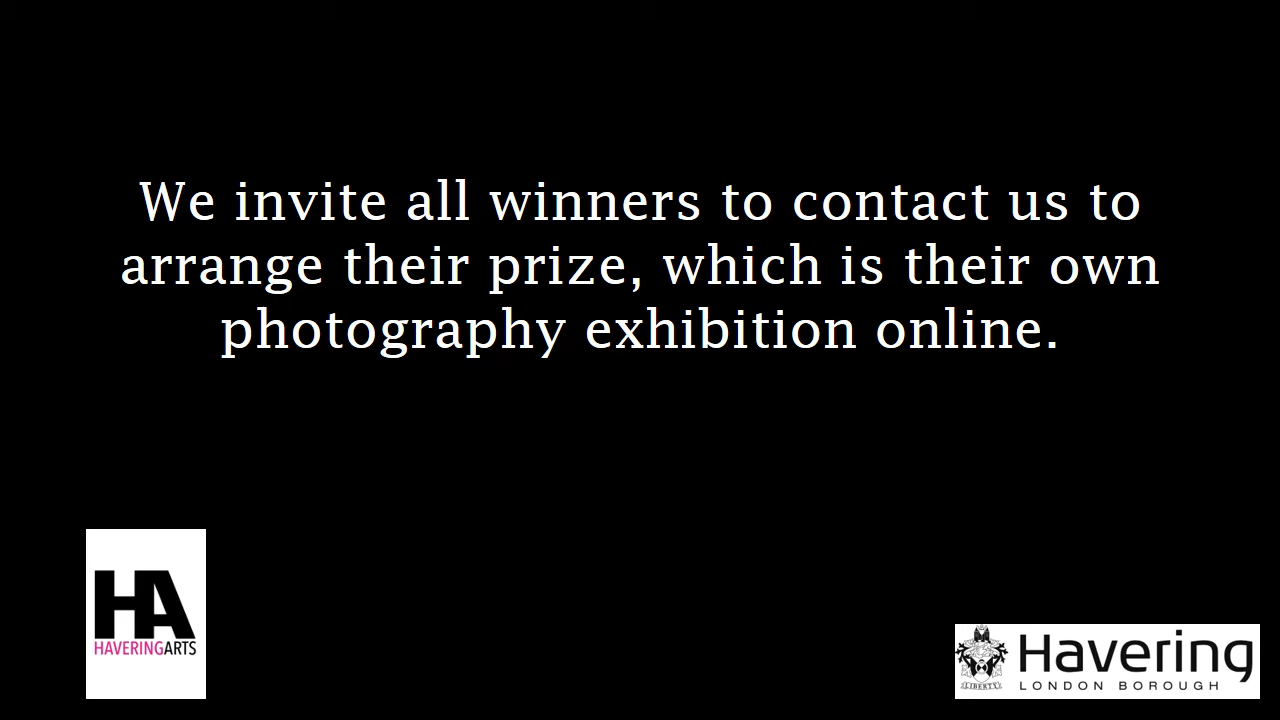 We invite all winners to contact us to
arrange their prize, which is their own
photography exhibition online.
HA
HAVERINGARTS
Havering
LONDON BOROUGH
LIBERTY